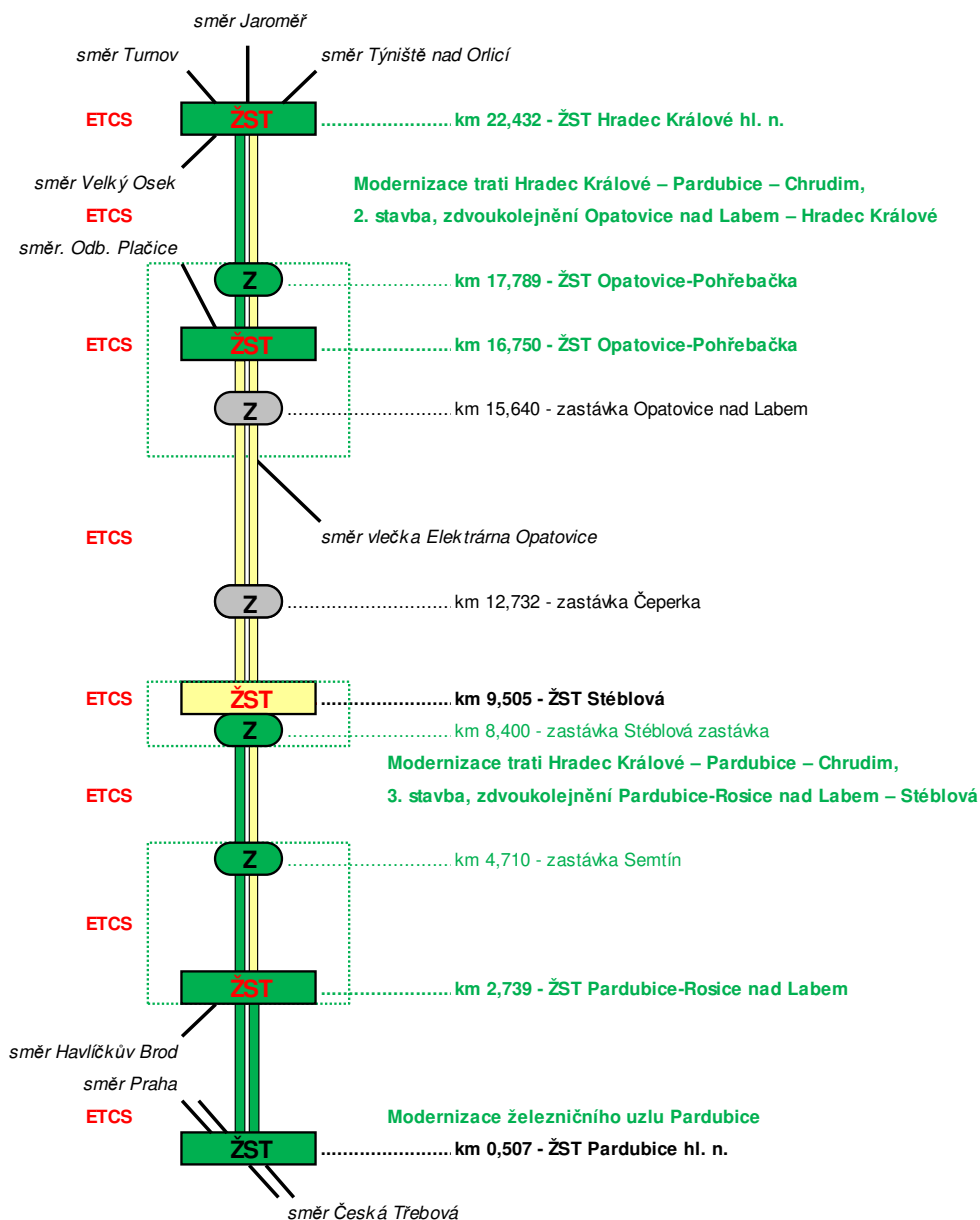 směr Jaroměř
směr Turnov
směr Týniště nad Orlicí
ETCS ŽST ........................ km 22,432 - ŽST Hradec Králové hl. n.
směr Velký Osek
Modernizace trati Hradec Králové – Pardubice – Chrudim,
ETCS 2. stavba, zdvoukolejnění Opatovice nad Labem – Hradec Králové
směr. Odb. Plačice
Z ........................ km 17,789 - ŽST Opatovice-Pohřebačka
ETCS ŽST ........................ km 16,750 - ŽST Opatovice-Pohřebačka
Z ........................ km 15,640 - zastávka Opatovice nad Labem
ETCS směr vlečka Elektrárna Opatovice
Z ........................ km 12,732 - zastávka Čeperka
ETCS ŽST ........................ km 9,505 - ŽST Stéblová
Z ........................ km 8,400 - zastávka Stéblová zastávka
Modernizace trati Hradec Králové – Pardubice – Chrudim,
ETCS 3. stavba, zdvoukolejnění Pardubice-Rosice nad Labem – Stéblová
Z ........................ km 4,710 - zastávka Semtín
ETCS
ŽST ........................ km 2,739 - ŽST Pardubice-Rosice nad Labem
směr Havlíčkův Brod
směr Praha
ETCS Modernizace železničního uzlu Pardubice
ŽST ........................ km 0,507 - ŽST Pardubice hl. n.
směr Česká Třebová